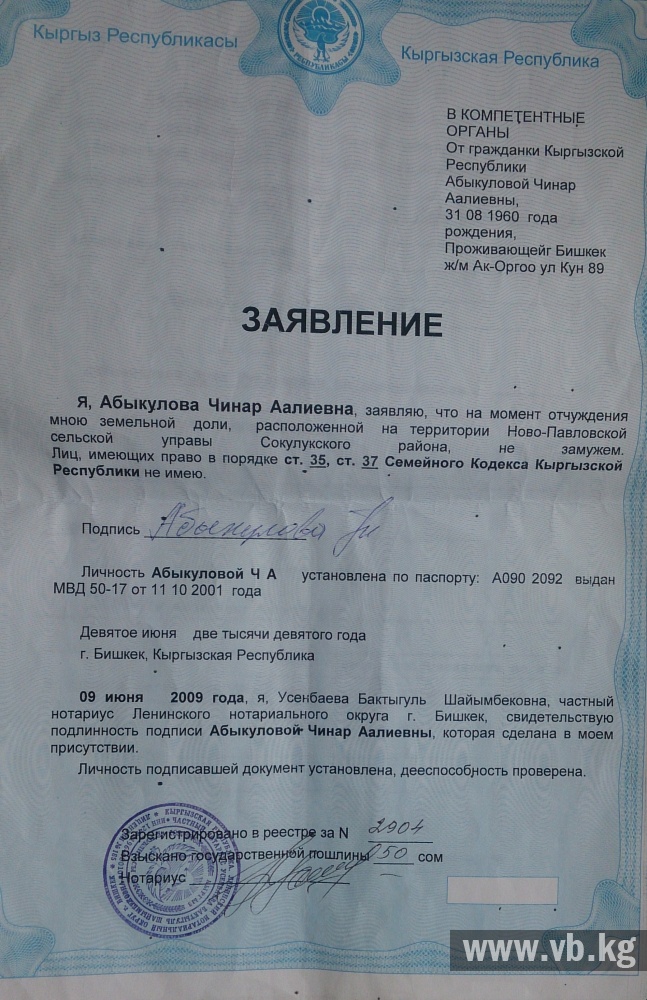 Кыргыз Республикасы
Кыргызская Республика
РЕСПУБЛИКАСЫ
В КОМПЕТЕНТНЫЕ
ОРГАНЫ
От гражданки Кыргызской
Республики
Абыкуловой Чинар
Аалиевны,
31 08 1960 года
рождения,
Проживающейг Бишкек
ж/м Ак-Оргоо ул Кун 89
ЗАЯВЛЕНИЕ
Я, Абыкулова Чинар Аалиевна, заявляю, что на момент отчуждения
мною земельной доли, расположенной на территории Ново-Павловской
сельской управы Сокулукского района, не замужем.
Лиц, имеющих право в порядке ст. 35, ст. 37 Семейного Кодекса Кыргызской
Республики не имею.
Подпись Абыкулова Чи
Личность Абыкуловой Ч А установлена по паспорту: А090 2092 выдан
МВД 50-17 от 11 10 2001 года
Девятое июня две тысячи девятого года
г. Бишкек, Кыргызская Республика
09 июня 2009 года, я, Усенбаева Бактыгуль Шайымбековна, частный
нотариус Ленинского нотариального округа г. Бишкек, свидетельствую
подлинность подписи Абыкуловой Чинар Аалиевны, которая сделана в моем
присутствии.
Личность подписавшей документ установлена, дееспособность проверена.
Зарегистрировано в реестре за N 2904
Взыскано государственной пошлины 250 сом
Нотариус
www.vb.kg